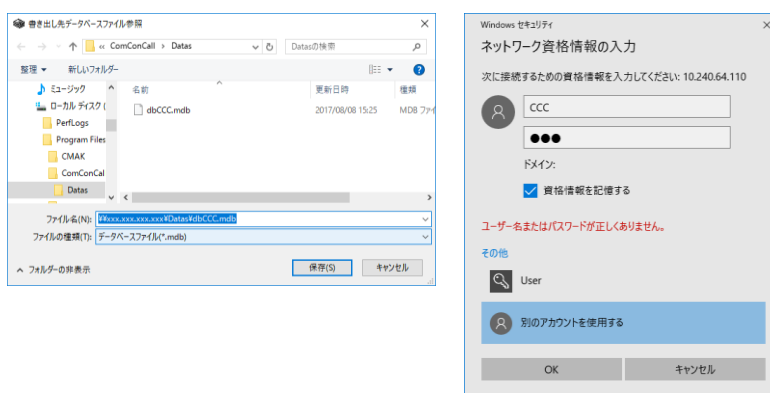 書き出し先データベースファイル参照
« ComConCall › Datas
Datasの検索
整理 新しいフォルダー
ミュージック
ローカル ディスク (
PerfLogs
Program Files
CMAK
ComConCal
Datas
名前 更新日時 種類
dbCCC.mdb 2017/08/08 15:25 MDB ファイ
ファイル名(N): ¥¥xxx.xxx.xxx.xxx¥Datas¥dbCCC.mdb
ファイルの種類(T): データベースファイル(*.mdb)
フォルダーの非表示
保存(S) キャンセル
Windows セキュリティ
ネットワーク資格情報の入力
次に接続するための資格情報を入力してください: 10.240.64.110
CCC
●●●
ドメイン:
資格情報を記憶する
ユーザー名またはパスワードが正しくありません。
その他
User
別のアカウントを使用する
OK キャンセル